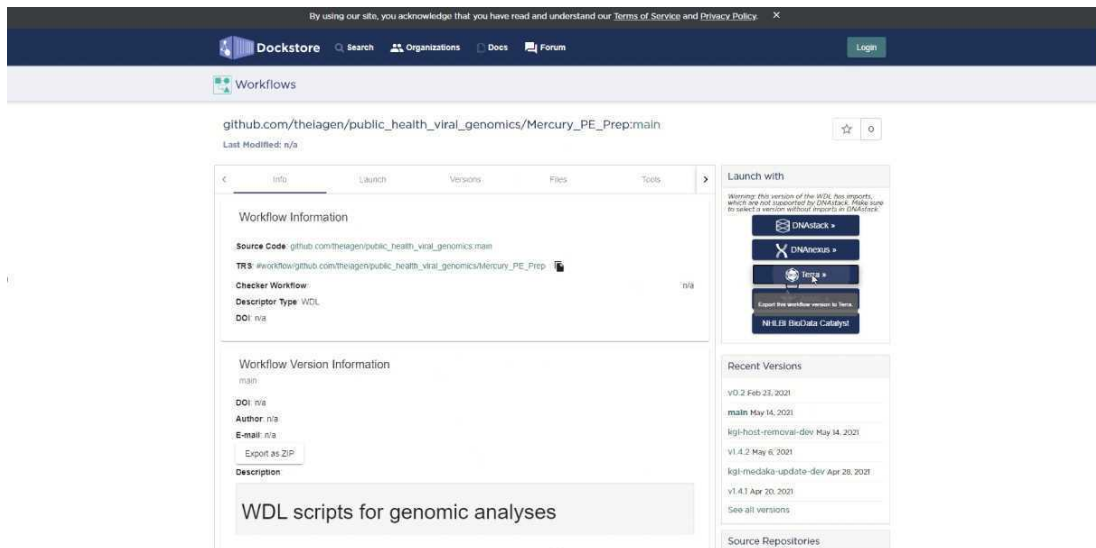 By using our site, you acknowledge that you have read and understand our Terms of Service and Privacy Policy. X
Dockstore Search Organizations Docs Forum Login
Workflows
github.com/theiagen/public_health_viral_genomics/Mercury_PE_Prep:main
Last Modified: n/a
0
Info Launch Versions Files Tools
Workflow Information
Source Code: github.com/theiagen/public_health_viral_genomics:main
TRS: #workflow/github.com/theiagen/public_health_viral_genomics/Mercury_PE_Prep
Checker Workflow n/a
Descriptor Type: WDL
DOI: n/a
Workflow Version Information
main
DOI: n/a
Author: n/a
E-mail: n/a
Export as ZIP
Description:
WDL scripts for genomic analyses
Launch with
Warning: this version of the WDL has imports,
which are not supported by DNAstack. Make sure
to select a version without imports in DNAstack.
DNAstack »
DNAnexus »
Terra »
Export this workflow version to Terra.
NHLBI BioData Catalyst
Recent Versions
v0.2 Feb 23, 2021
main May 14, 2021
kgl-host-removal-dev May 14, 2021
v1.4.2 May 6, 2021
kgl-medaka-update-dev Apr 28, 2021
v1.4.1 Apr 20, 2021
See all versions
Source Repositories